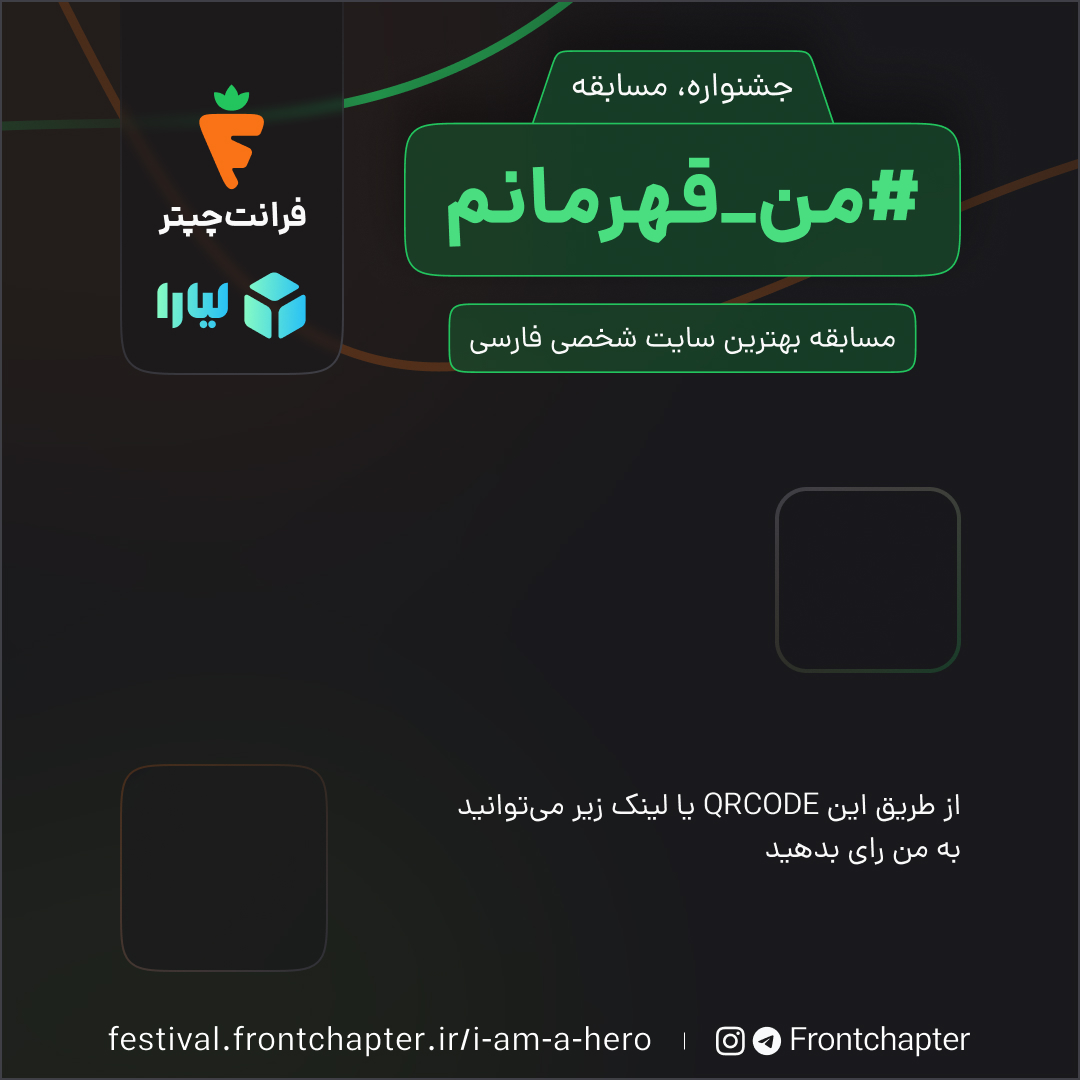 جشنواره، مسابقه
#من_قهرمانم
مسابقه بهترین سایت شخصی فارسی
فرانت‌چپتر
لیارا
از طریق این QRCODE یا لینک زیر می‌توانید
به من رای بدهید
festival.frontchapter.ir/i-am-a-hero | Frontchapter